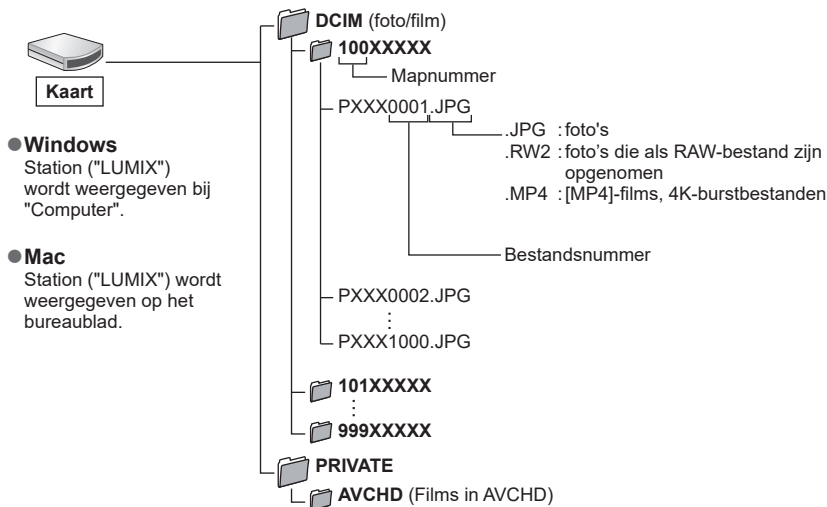 DCIM (foto/film)
100XXXXX
Mapnummer
Kaart
PXXX0001.JPG
.JPG : foto's
.RW2 : foto's die als RAW-bestand zijn
opgenomen
.MP4 : [MP4]-films, 4K-burstbestanden
Bestandsnummer
●Windows
Station ("LUMIX")
wordt weergegeven bij
"Computer".
●Mac
Station ("LUMIX") wordt
weergegeven op het
bureaublad.
PXXX0002.JPG
PXXX1000.JPG
101XXXXX
999XXXXX
PRIVATE
AVCHD (Films in AVCHD)